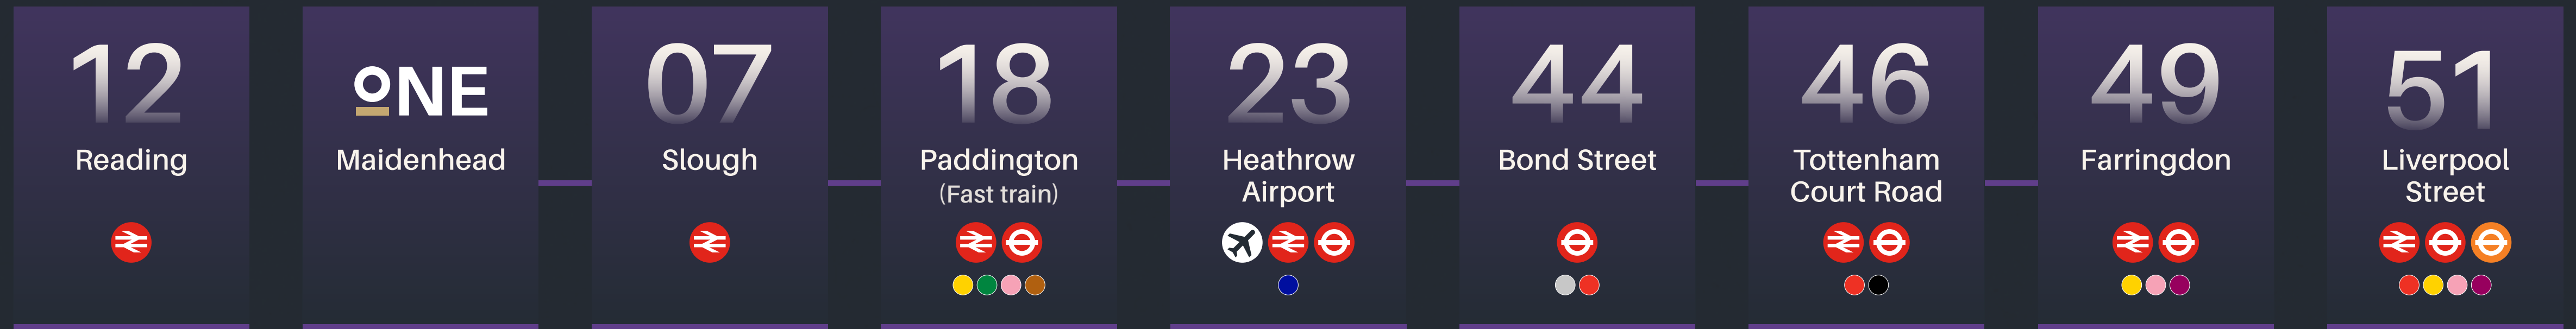 12
Reading
ONE
Maidenhead
07
Slough
18
Paddington
(Fast train)
23
Heathrow
Airport
44
Bond Street
46
Tottenham
Court Road
49
Farringdon
51
Liverpool
Street